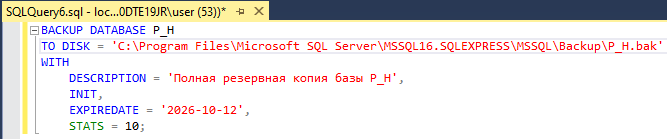 SQLQuery6.sql - loc...0DTE19JR\user (53))*
BACKUP DATABASE P_H
TO DISK = 'C:\Program Files\Microsoft SQL Server\MSSQL16.SQLEXPRESS\MSSQL\Backup\P_H.bak'
WITH
DESCRIPTION = 'Полная резервная копия базы P_H',
INIT,
EXPIREDATE = '2026-10-12',
STATS = 10;